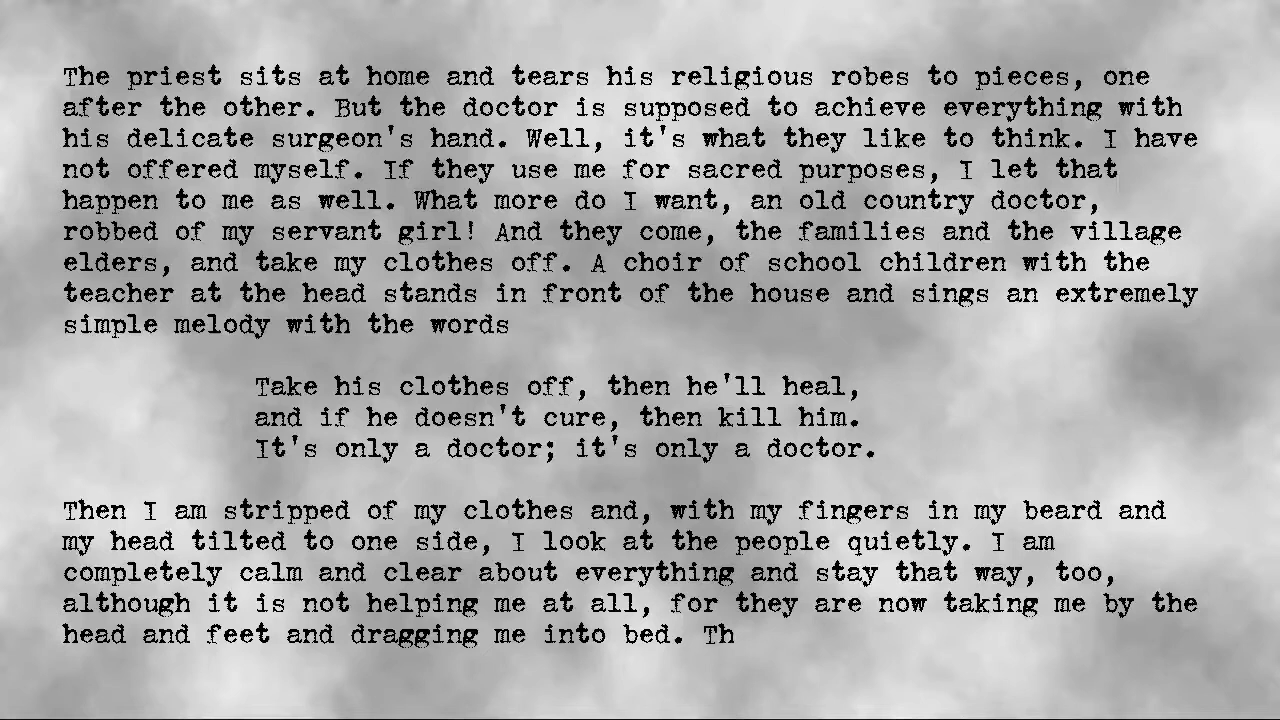 The priest sits at home and tears his religious robes to pieces, one
after the other. But the doctor is supposed to achieve everything with
his delicate surgeon's hand. Well, it's what they like to think. I have
not offered myself. If they use me for sacred purposes, I let that
happen to me as well. What more do I want, an old country doctor,
robbed of my servant girl! And they come, the families and the village
elders, and take my clothes off. A choir of school children with the
teacher at the head stands in front of the house and sings an extremely
simple melody with the words
Take his clothes off, then he'll heal,
and if he doesn't cure, then kill him.
It's only a doctor; it's only a doctor.
Then I am stripped of my clothes and, with my fingers in my beard and
my head tilted to one side, I look at the people quietly. I am
completely calm and clear about everything and stay that way, too,
although it is not helping me at all, for they are now taking me by the
head and feet and dragging me into bed. Th